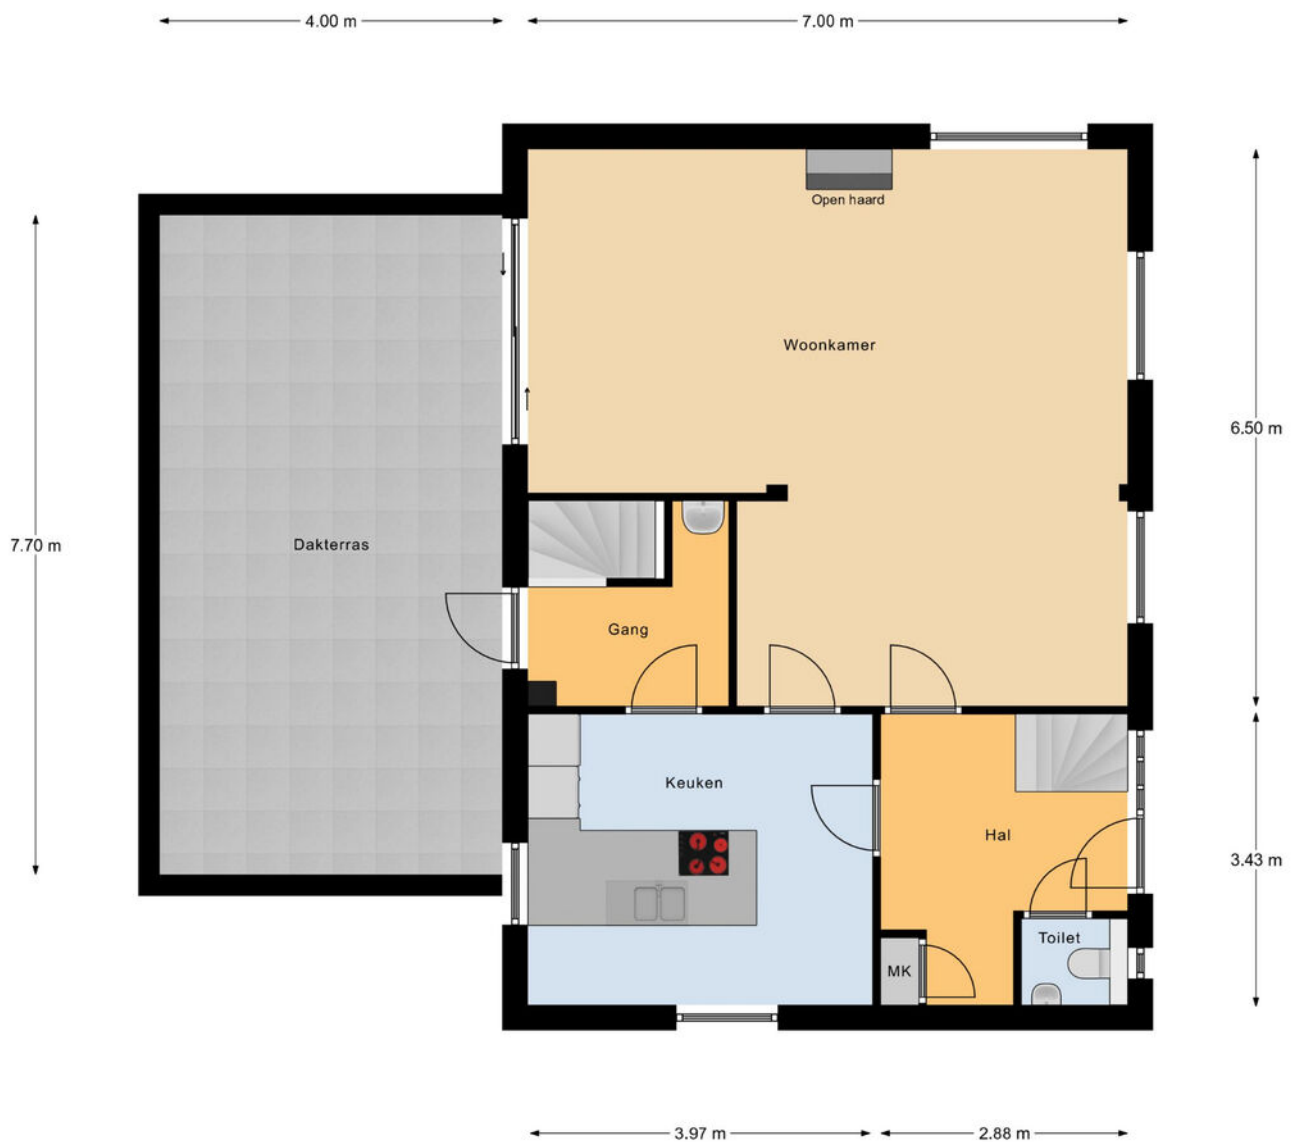 4.00 m
7.00 m
Open haard
Woonkamer
6.50 m
7.70 m
Dakterras
Gang
Keuken
Hal
3.43 m
Toilet
MK
3.97 m
2.88 m